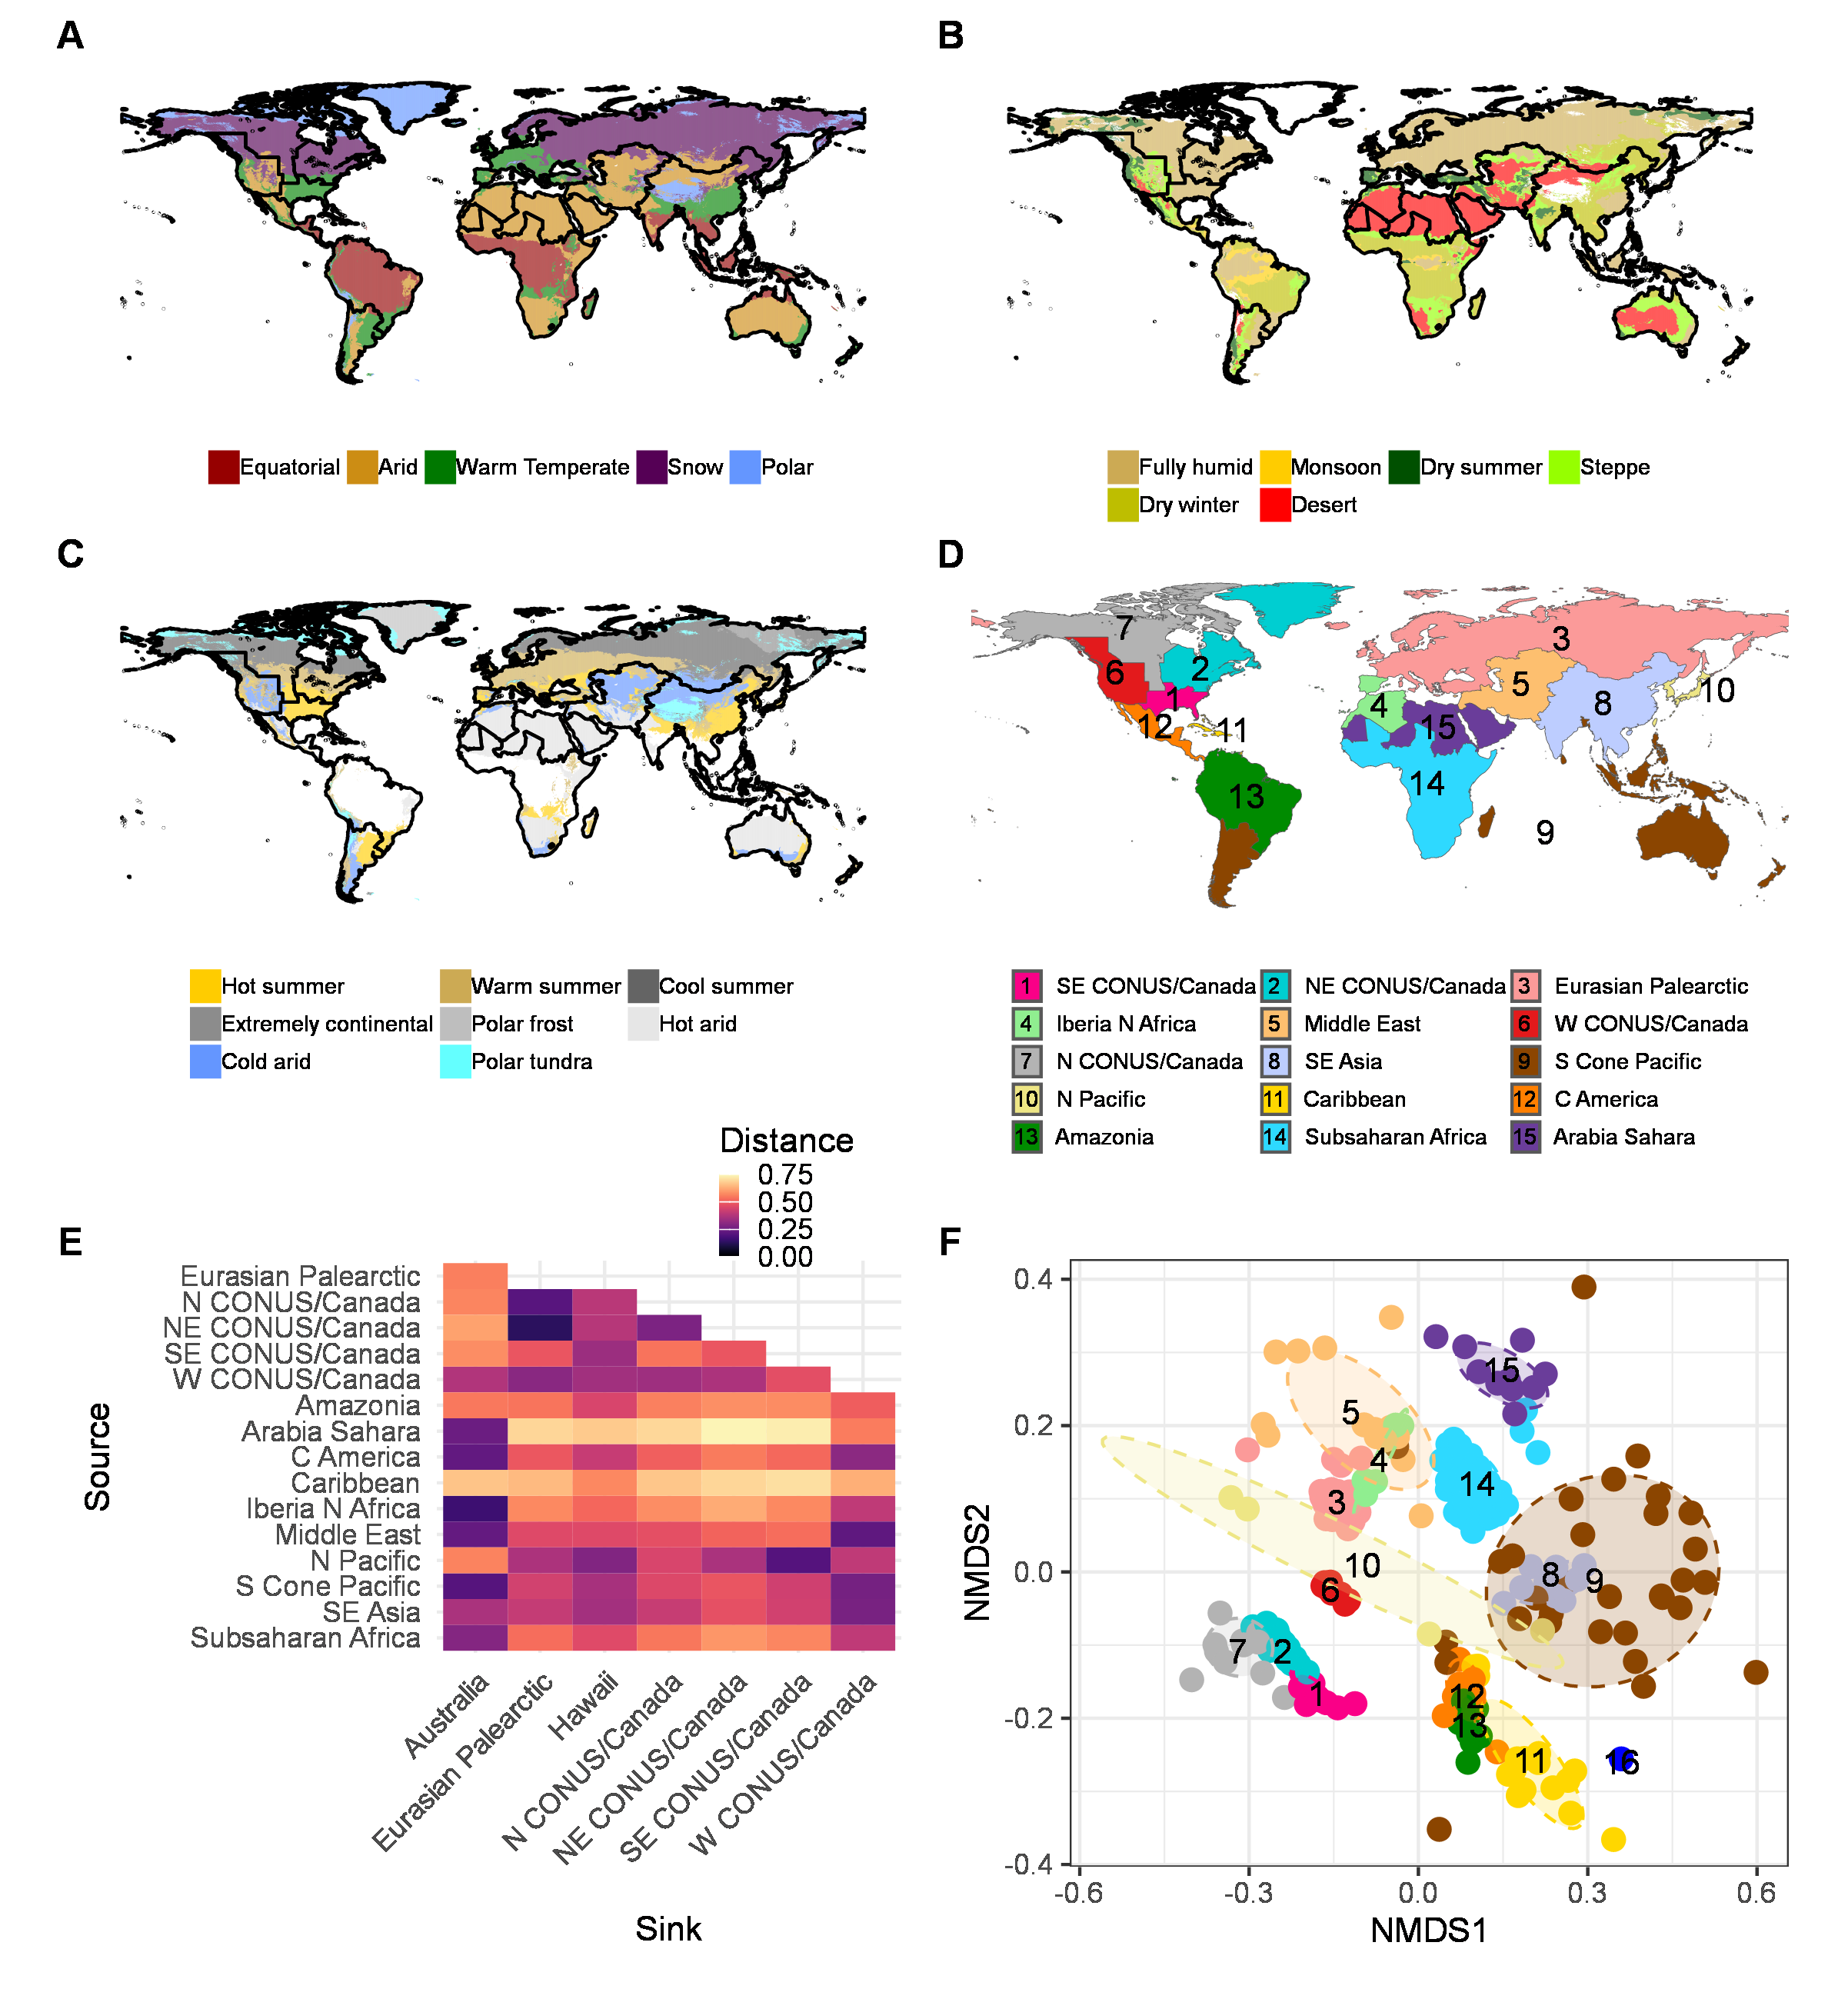 A
B
Equatorial Arid Warm Temperate Snow Polar
Fully humid Monsoon Dry summer Steppe
Dry winter Desert
C
D
7
6
2
1
12
11
13
3
5
4
15
8
10
14
9
Hot summer Warm summer Cool summer
Extremely continental Polar frost Hot arid
Cold arid Polar tundra
1 SE CONUS/Canada 2 NE CONUS/Canada 3 Eurasian Palearctic
4 Iberia N Africa 5 Middle East 6 W CONUS/Canada
7 N CONUS/Canada 8 SE Asia 9 S Cone Pacific
10 N Pacific 11 Caribbean 12 C America
13 Amazonia 14 Subsaharan Africa 15 Arabia Sahara
E
Distance
0.75
0.50
0.25
0.00
Source
Eurasian Palearctic
N CONUS/Canada
NE CONUS/Canada
SE CONUS/Canada
W CONUS/Canada
Amazonia
Arabia Sahara
C America
Caribbean
Iberia N Africa
Middle East
N Pacific
S Cone Pacific
SE Asia
Subsaharan Africa
Australia
Eurasian Palearctic
Hawaii
N CONUS/Canada
NE CONUS/Canada
SE CONUS/Canada
W CONUS/Canada
Sink
F
NMDS2
0.4
0.2
0.0
-0.2
-0.4
15
5
4
14
3
10
8
9
6
7
2
1
12
13
11
16
-0.6 -0.3 0.0 0.3 0.6
NMDS1